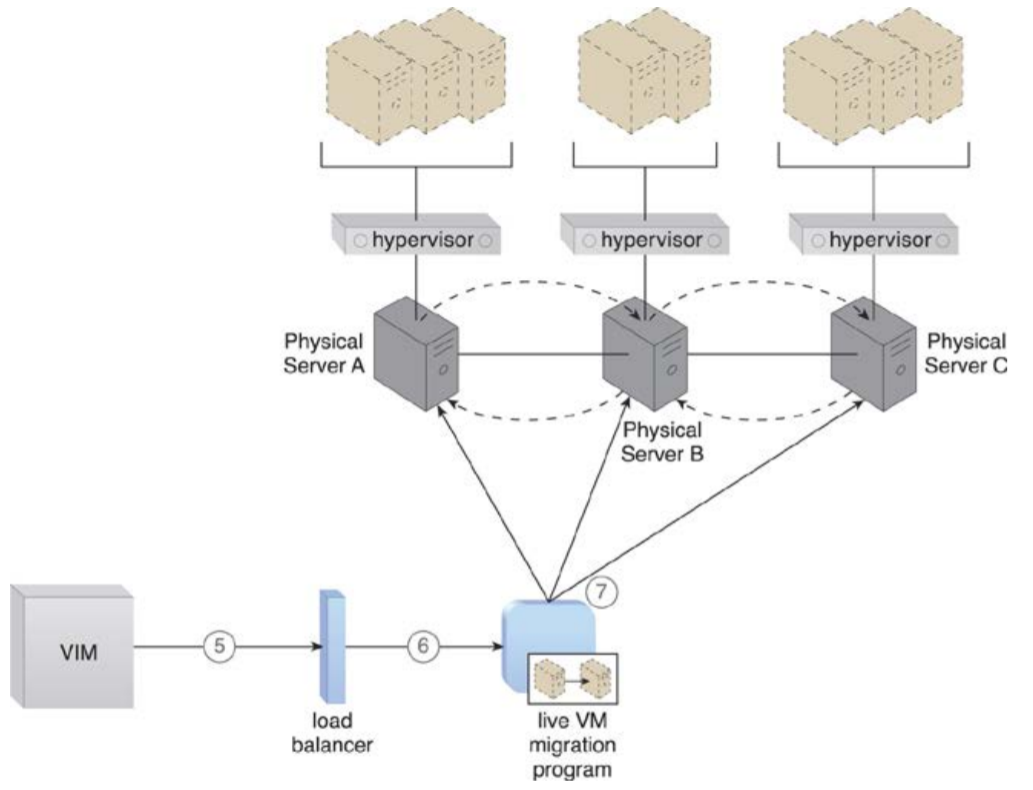 hypervisor
hypervisor
hypervisor
Physical
Server A
Physical
Server C
Physical
Server B
7
VIM
5
6
load
balancer
live VM
migration
program